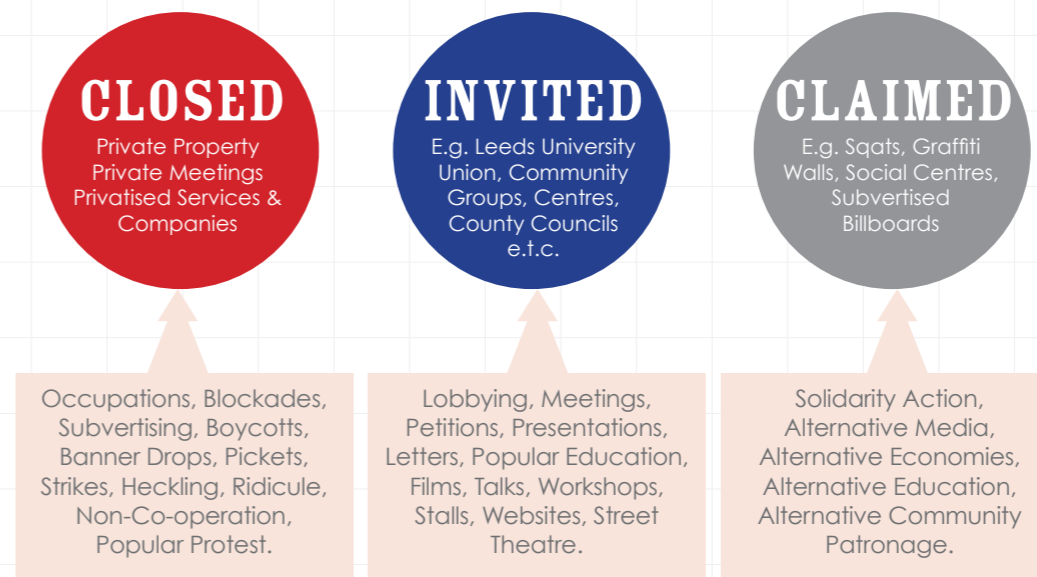 CLOSED
Private Property
Private Meetings
Privatised Services &
Companies
INVITED
E.g. Leeds University
Union, Community
Groups, Centres,
County Councils
e.t.c.
CLAIMED
E.g. Sqats, Graffiti
Walls, Social Centres,
Subvertised
Billboards
Occupations, Blockades,
Subvertising, Boycotts,
Banner Drops, Pickets,
Strikes, Heckling, Ridicule,
Non-Co-operation,
Popular Protest.
Lobbying, Meetings,
Petitions, Presentations,
Letters, Popular Education,
Films, Talks, Workshops,
Stalls, Websites, Street
Theatre.
Solidarity Action,
Alternative Media,
Alternative Economies,
Alternative Education,
Alternative Community
Patronage.